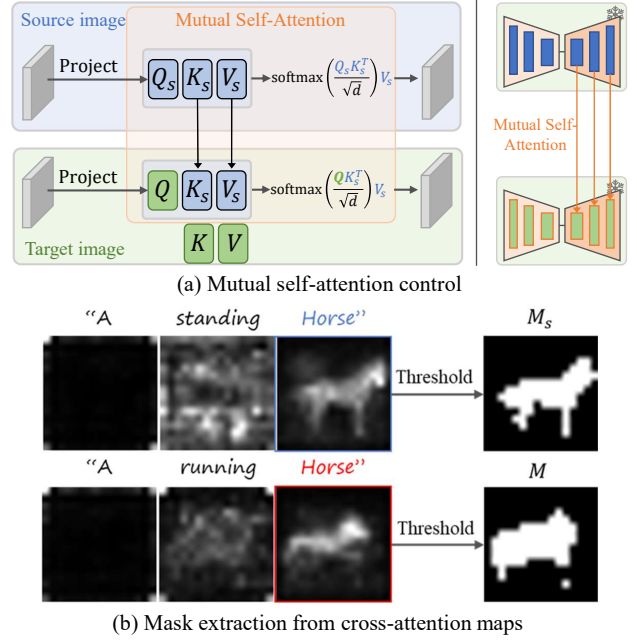 Source image
Mutual Self-Attention
Project
Q_s K_s V_s
softmax(Q_s K_s^T / √d) V_s
Mutual Self-
Attention
Project
Q K_s V_s
softmax(Q K_s^T / √d) V_s
K V
Target image
(a) Mutual self-attention control
“A standing Horse” M_s
Threshold
“A running Horse” M
Threshold
(b) Mask extraction from cross-attention maps